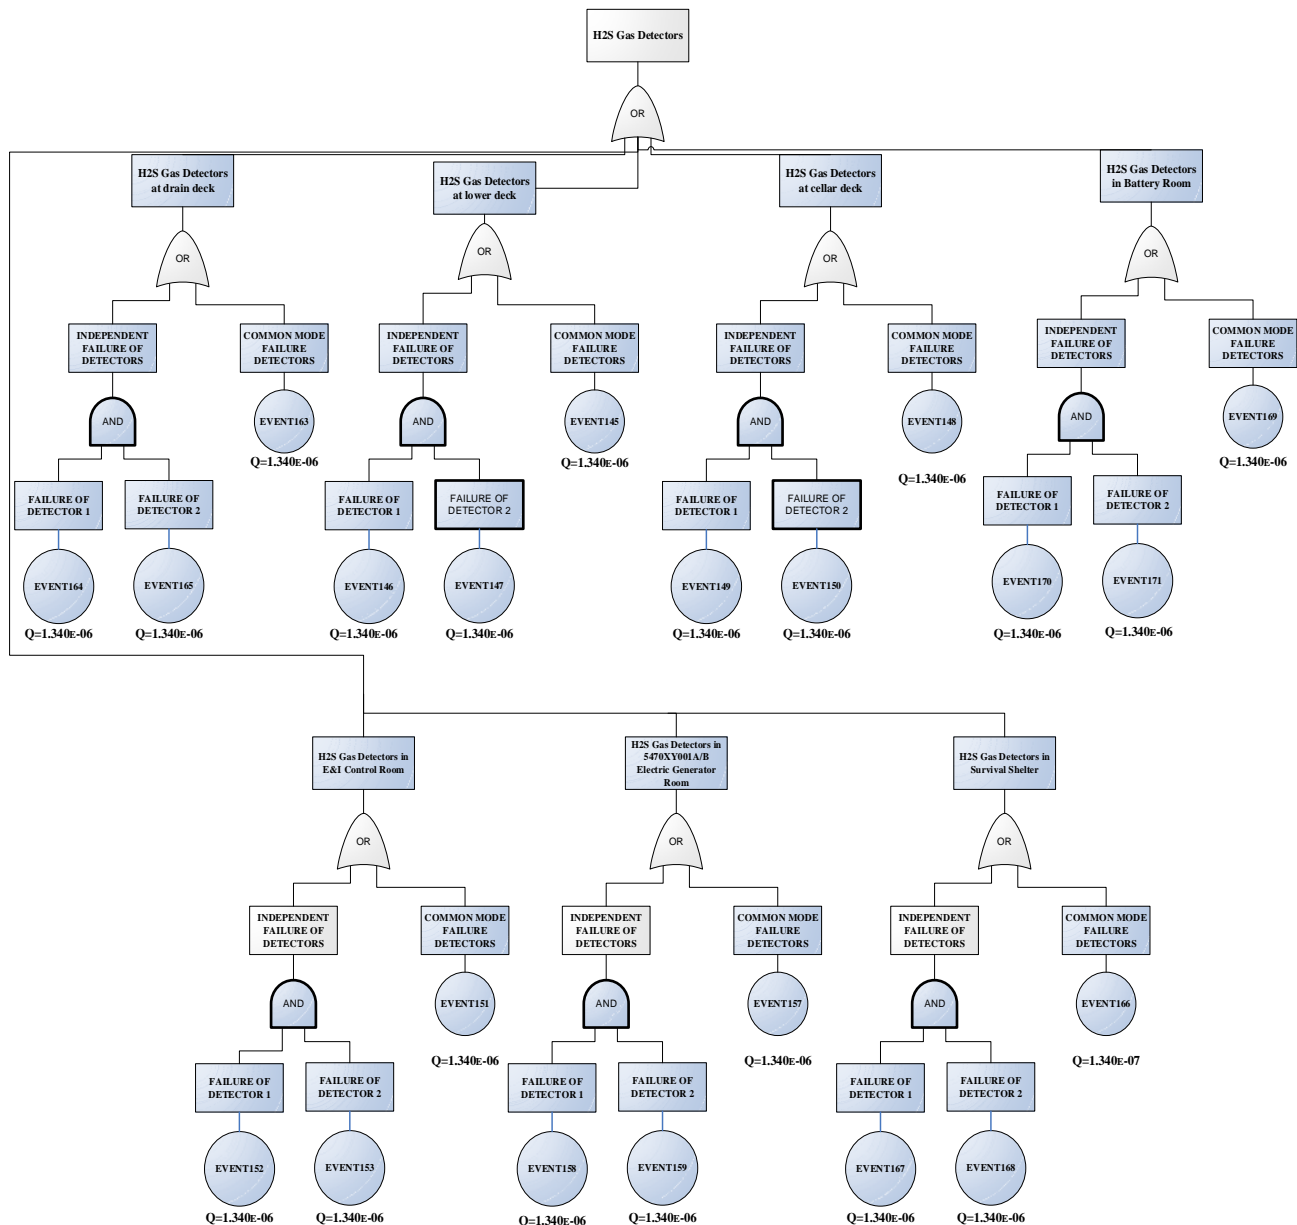 H2S Gas Detectors
OR
H2S Gas Detectors
at drain deck
H2S Gas Detectors
at lower deck
H2S Gas Detectors
at cellar deck
H2S Gas Detectors
in Battery Room
OR
OR
OR
OR
INDEPENDENT
FAILURE OF
DETECTORS
COMMON MODE
FAILURE
DETECTORS
INDEPENDENT
FAILURE OF
DETECTORS
COMMON MODE
FAILURE
DETECTORS
INDEPENDENT
FAILURE OF
DETECTORS
COMMON MODE
FAILURE
DETECTORS
INDEPENDENT
FAILURE OF
DETECTORS
COMMON MODE
FAILURE
DETECTORS
AND
EVENT163
Q=1.340E-06
AND
EVENT145
Q=1.340E-06
AND
EVENT148
Q=1.340E-06
AND
EVENT169
Q=1.340E-06
FAILURE OF
DETECTOR 1
FAILURE OF
DETECTOR 2
FAILURE OF
DETECTOR 1
FAILURE OF
DETECTOR 2
FAILURE OF
DETECTOR 1
FAILURE OF
DETECTOR 2
FAILURE OF
DETECTOR 1
FAILURE OF
DETECTOR 2
EVENT164
EVENT165
EVENT146
EVENT147
EVENT149
EVENT150
EVENT170
EVENT171
Q=1.340E-06
Q=1.340E-06
Q=1.340E-06
Q=1.340E-06
Q=1.340E-06
Q=1.340E-06
Q=1.340E-06
Q=1.340E-06
H2S Gas Detectors in
E&I Control Room
H2S Gas Detectors in
5470XY001A/B
Electric Generator
Room
H2S Gas Detectors in
Survival Shelter
OR
OR
OR
INDEPENDENT
FAILURE OF
DETECTORS
COMMON MODE
FAILURE
DETECTORS
INDEPENDENT
FAILURE OF
DETECTORS
COMMON MODE
FAILURE
DETECTORS
INDEPENDENT
FAILURE OF
DETECTORS
COMMON MODE
FAILURE
DETECTORS
AND
EVENT151
Q=1.340E-06
AND
EVENT157
Q=1.340E-06
AND
EVENT166
Q=1.340E-07
FAILURE OF
DETECTOR 1
FAILURE OF
DETECTOR 2
FAILURE OF
DETECTOR 1
FAILURE OF
DETECTOR 2
FAILURE OF
DETECTOR 1
FAILURE OF
DETECTOR 2
EVENT152
EVENT153
EVENT158
EVENT159
EVENT167
EVENT168
Q=1.340E-06
Q=1.340E-06
Q=1.340E-06
Q=1.340E-06
Q=1.340E-06
Q=1.340E-06